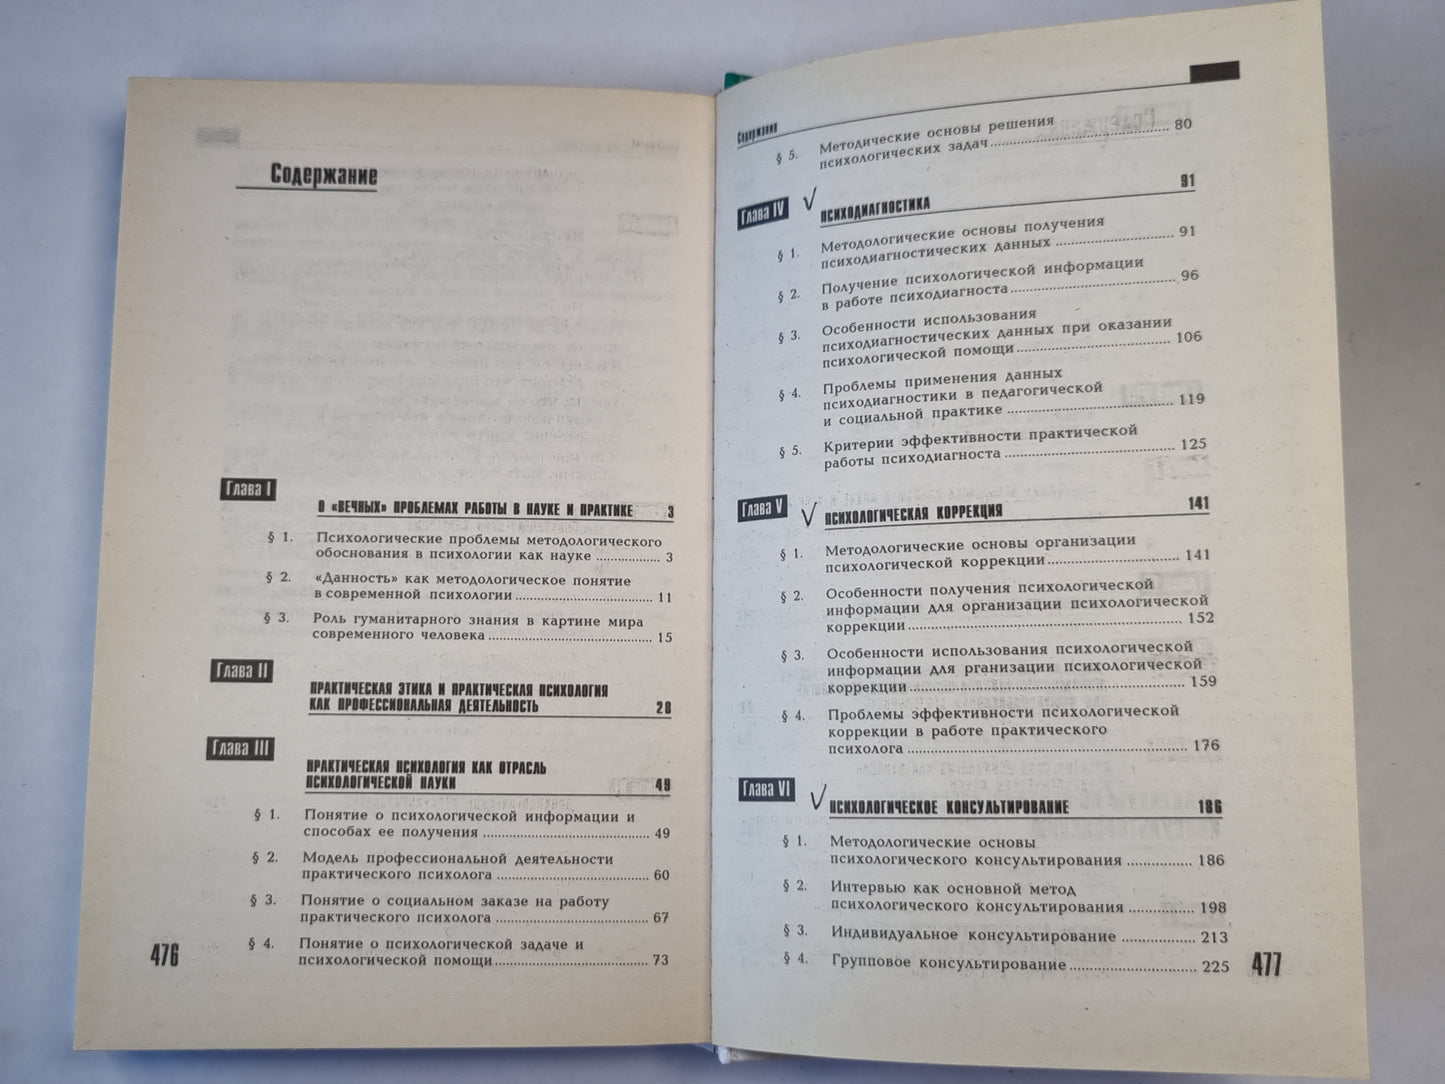 Содержание
Глава I
О «ВЕЧНЫХ» ПРОБЛЕМАХ РАБОТЫ В НАУКЕ И ПРАКТИКЕ 3
§ 1. Психологические проблемы методологического
обоснования в психологии как науке .................. 3
§ 2. «Данность» как методологическое понятие
в современной психологии .................. 11
§ 3. Роль гуманитарного знания в картине мира
современного человека .................. 15
Глава II
ПРАКТИЧЕСКАЯ ЭТИКА И ПРАКТИЧЕСКАЯ ПСИХОЛОГИЯ
КАК ПРОФЕССИОНАЛЬНАЯ ДЕЯТЕЛЬНОСТЬ 28
Глава III
ПРАКТИЧЕСКАЯ ПСИХОЛОГИЯ КАК ОТРАСЛЬ
ПСИХОЛОГИЧЕСКОЙ НАУКИ 49
§ 1. Понятие о психологической информации и
способах ее получения .................. 49
§ 2. Модель профессиональной деятельности
практического психолога .................. 60
§ 3. Понятие о социальном заказе на работу
практического психолога .................. 67
§ 4. Понятие о психологической задаче и
психологической помощи .................. 73
476
Содержание
§ 5. Методические основы решения
психологических задач .................. 80
Глава IV
ПСИХОДИАГНОСТИКА 91
§ 1. Методологические основы получения
психодиагностических данных .................. 91
§ 2. Получение психологической информации
в работе психодиагноста .................. 96
§ 3. Особенности использования
психодиагностических данных при оказании
психологической помощи .................. 106
§ 4. Проблемы применения данных
психодиагностики в педагогической
и социальной практике .................. 119
§ 5. Критерии эффективности практической
работы психодиагноста .................. 125
Глава V
ПСИХОЛОГИЧЕСКАЯ КОРРЕКЦИЯ 141
§ 1. Методологические основы организации
психологической коррекции .................. 141
§ 2. Особенности получения психологической
информации для организации психологической
коррекции .................. 152
§ 3. Особенности использования психологической
информации для рганизации психологической
коррекции .................. 159
§ 4. Проблемы эффективности психологической
коррекции в работе практического
психолога .................. 176
Глава VI
ПСИХОЛОГИЧЕСКОЕ КОНСУЛЬТИРОВАНИЕ 186
§ 1. Методологические основы
психологического консультирования .................. 186
§ 2. Интервью как основной метод
психологического консультирования .................. 198
§ 3. Индивидуальное консультирование .................. 213
§ 4. Групповое консультирование .................. 225
477